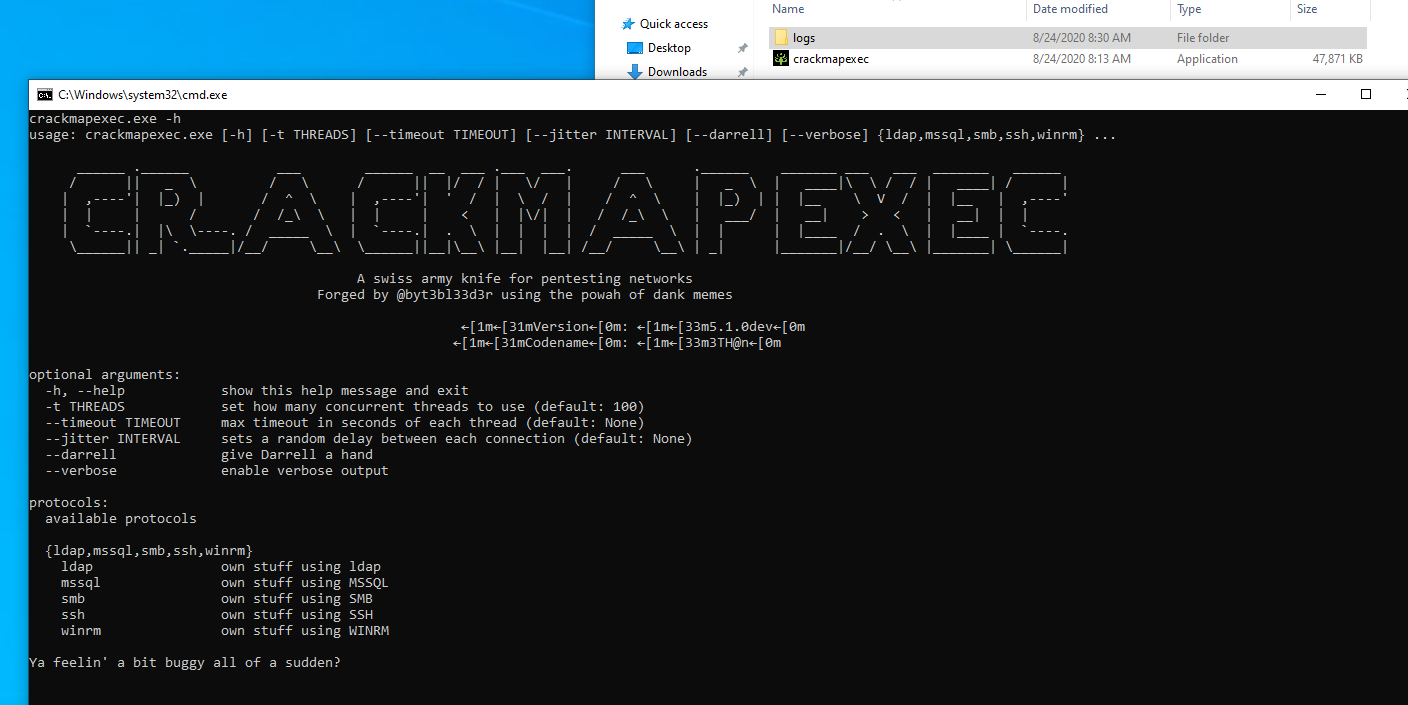 Name Date modified Type Size
Quick access
logs 8/24/2020 8:30 AM File folder
Desktop
crackmapexec 8/24/2020 8:13 AM Application 47,871 KB
Downloads
C:\Windows\system32\cmd.exe
crackmapexec.exe -h
usage: crackmapexec.exe [-h] [-t THREADS] [--timeout TIMEOUT] [--jitter INTERVAL] [--darrell] [--verbose] {ldap,mssql,smb,ssh,winrm} ...
CRACKMAPEXEC
A swiss army knife for pentesting networks
Forged by @byt3bl33d3r using the powah of dank memes
←[1m←[31mVersion←[0m: ←[1m←[33m5.1.0dev←[0m
←[1m←[31mCodename←[0m: ←[1m←[33m3TH@n←[0m
optional arguments:
-h, --help show this help message and exit
-t THREADS set how many concurrent threads to use (default: 100)
--timeout TIMEOUT max timeout in seconds of each thread (default: None)
--jitter INTERVAL sets a random delay between each connection (default: None)
--darrell give Darrell a hand
--verbose enable verbose output
protocols:
available protocols
{ldap,mssql,smb,ssh,winrm}
ldap own stuff using ldap
mssql own stuff using MSSQL
smb own stuff using SMB
ssh own stuff using SSH
winrm own stuff using WINRM
Ya feelin' a bit buggy all of a sudden?